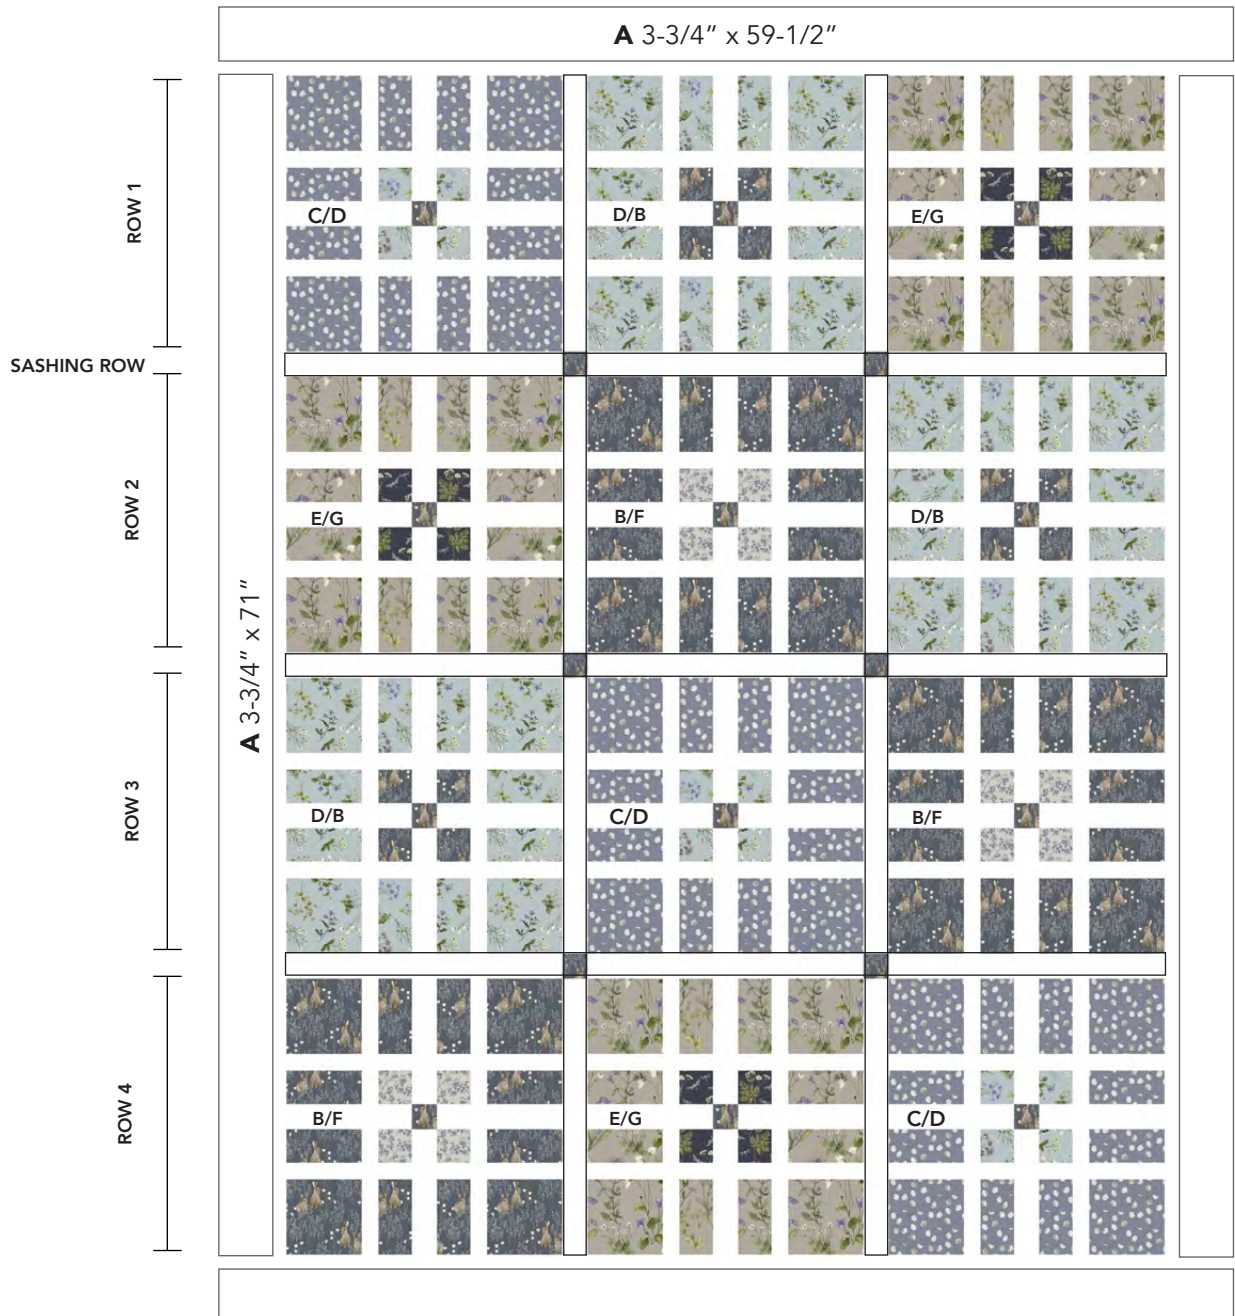 A 3-3/4” x 59-1/2”
ROW 1
C/D
D/B
E/G
SASHING ROW
ROW 2
E/G
B/F
D/B
A 3-3/4” x 71”
ROW 3
D/B
C/D
B/F
ROW 4
B/F
E/G
C/D